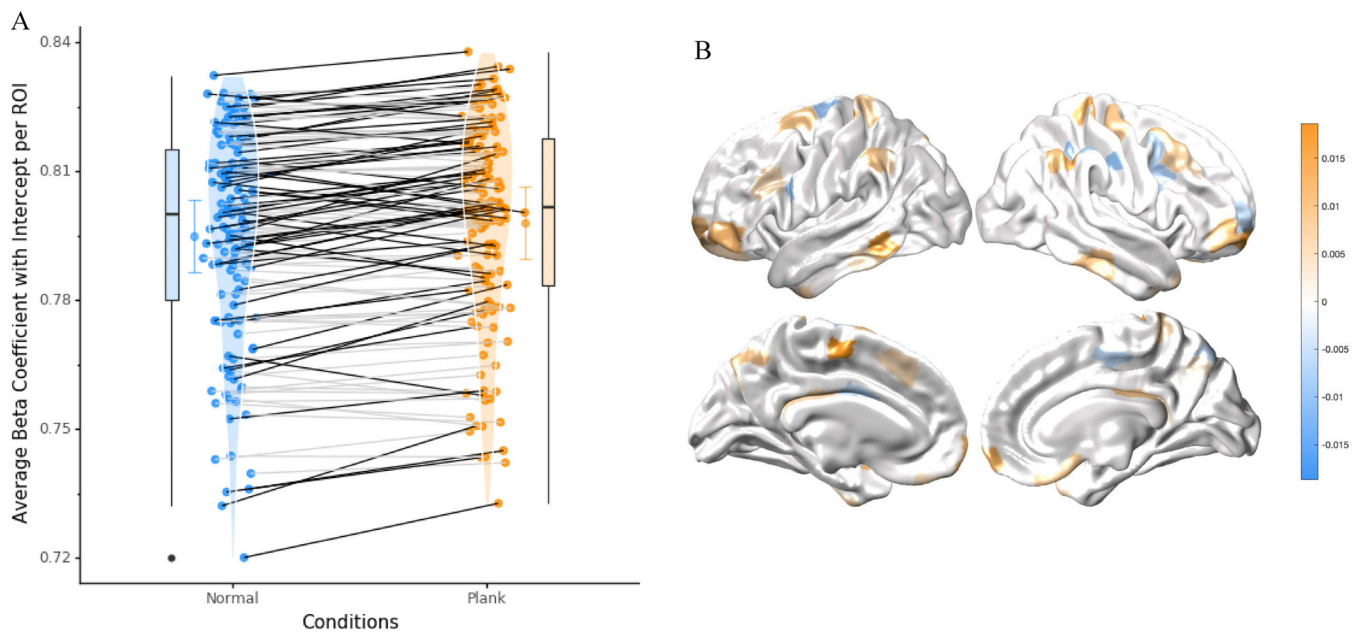 A
Average Beta Coefficient with Intercept per ROI
0.84
0.81
0.78
0.75
0.72
Normal
Plank
Conditions
B
0.015
0.01
0.005
0
-0.005
-0.01
-0.015